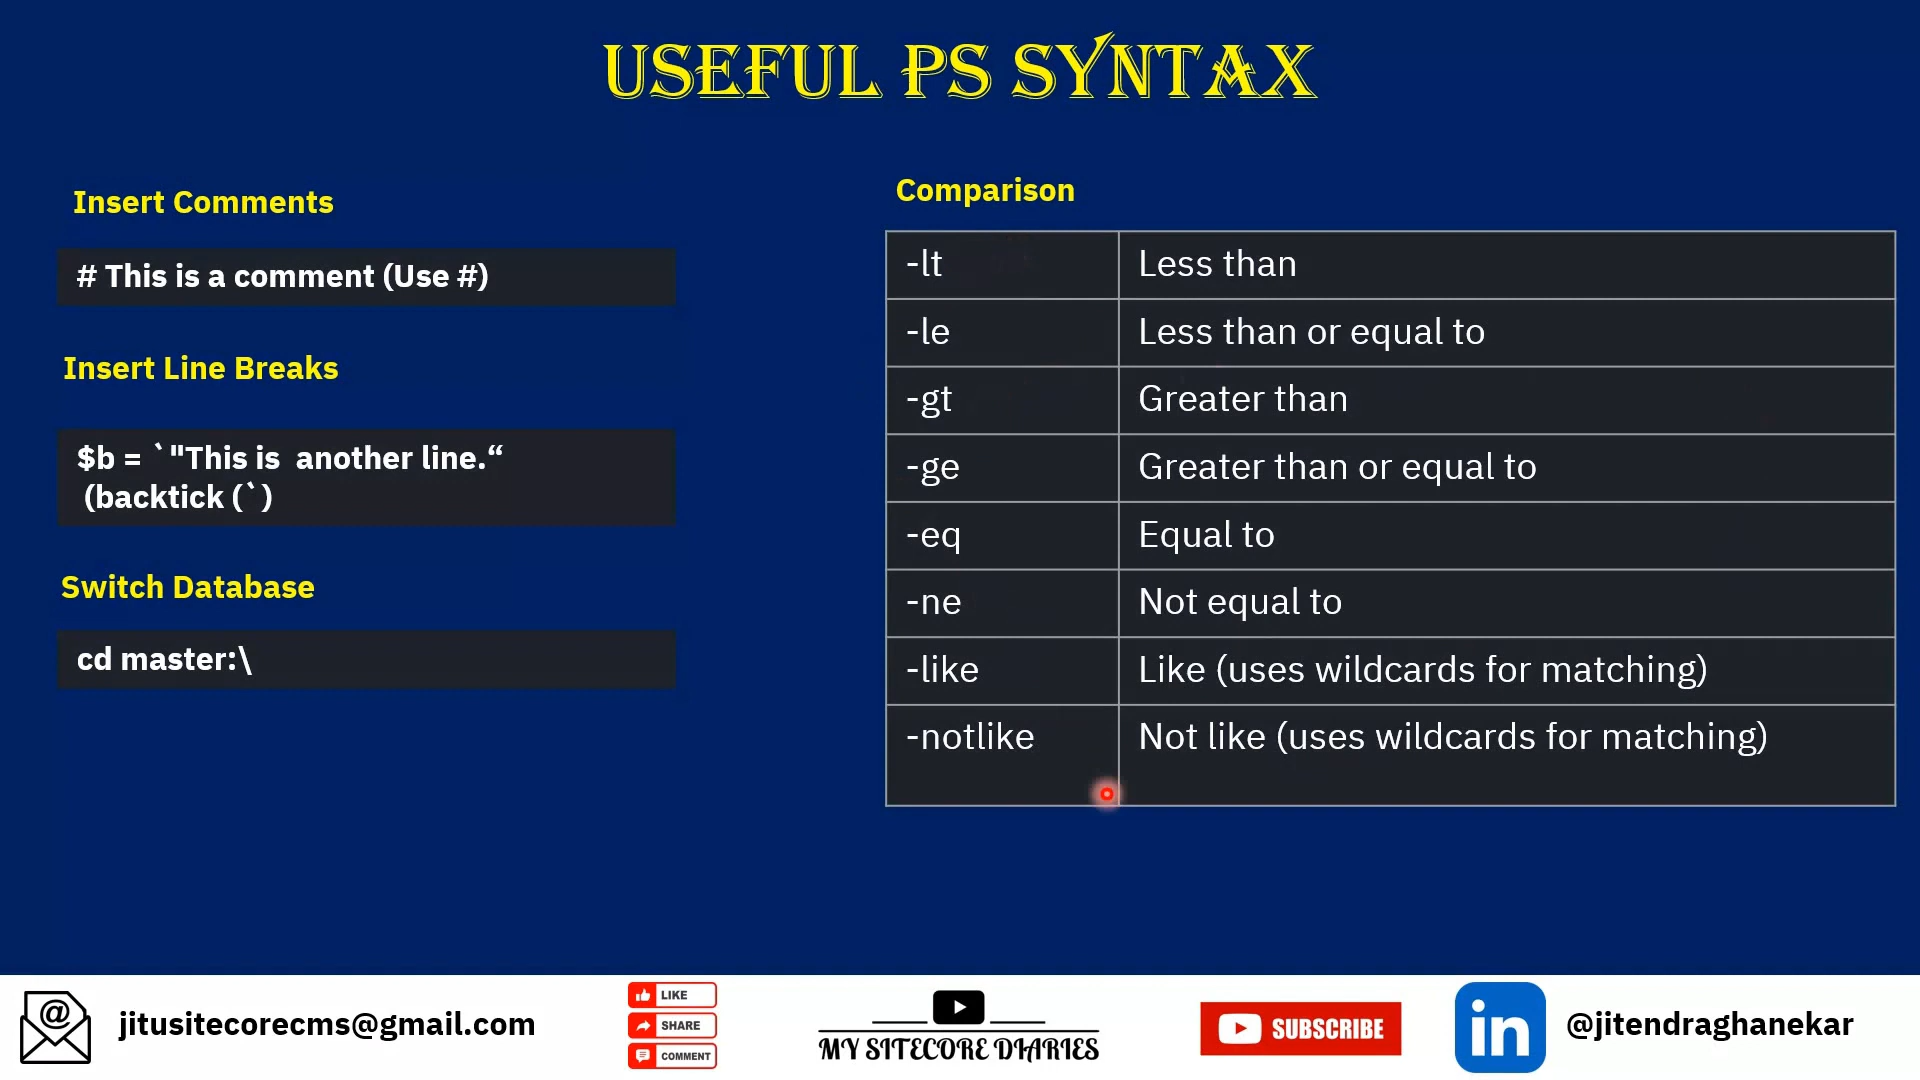 USEFUL PS SYNTAX
Insert Comments
# This is a comment (Use #)
Insert Line Breaks
$b = `"This is  another line.“
(backtick (`)
Switch Database
cd master:\
Comparison
-lt Less than
-le Less than or equal to
-gt Greater than
-ge Greater than or equal to
-eq Equal to
-ne Not equal to
-like Like (uses wildcards for matching)
-notlike Not like (uses wildcards for matching)
@
jitusitecorecms@gmail.com
LIKE
SHARE
COMMENT
MY SITECORE DIARIES
SUBSCRIBE
in
@jitendraghanekar